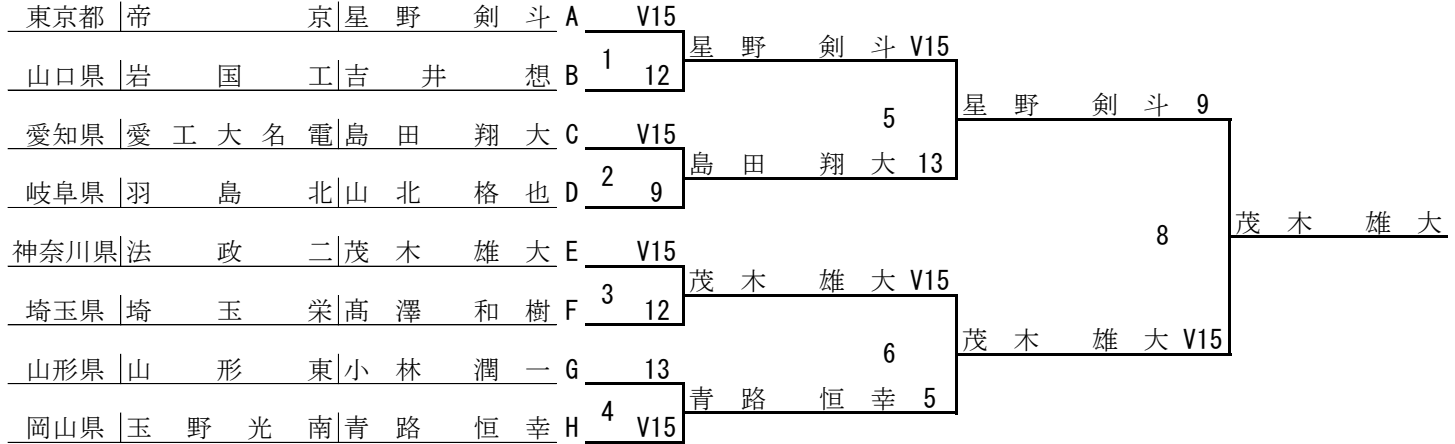 東京都 帝京 星野剣斗 A V15
星野剣斗 V15
1
山口県 岩国工 吉井想 B 12
星野剣斗 9
5
愛知県 愛工大名電 島田翔大 C V15
島田翔大 13
2
岐阜県 羽島北 山北格也 D 9
茂木雄大
8
神奈川県 法政二 茂木雄大 E V15
茂木雄大 V15
3
埼玉県 埼玉栄 髙澤和樹 F 12
茂木雄大 V15
6
山形県 山形東 小林潤一 G 13
青路恒幸 5
4
岡山県 玉野光南 青路恒幸 H V15